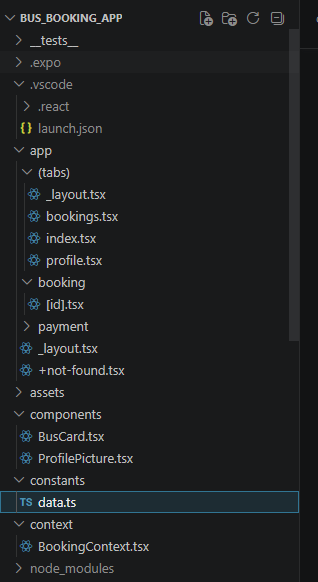 BUS_BOOKING_APP
__tests__
.expo
.vscode
.react
{} launch.json
app
(tabs)
_layout.tsx
bookings.tsx
index.tsx
profile.tsx
booking
[id].tsx
payment
_layout.tsx
+not-found.tsx
assets
components
BusCard.tsx
ProfilePicture.tsx
constants
TS data.ts
context
BookingContext.tsx
node_modules